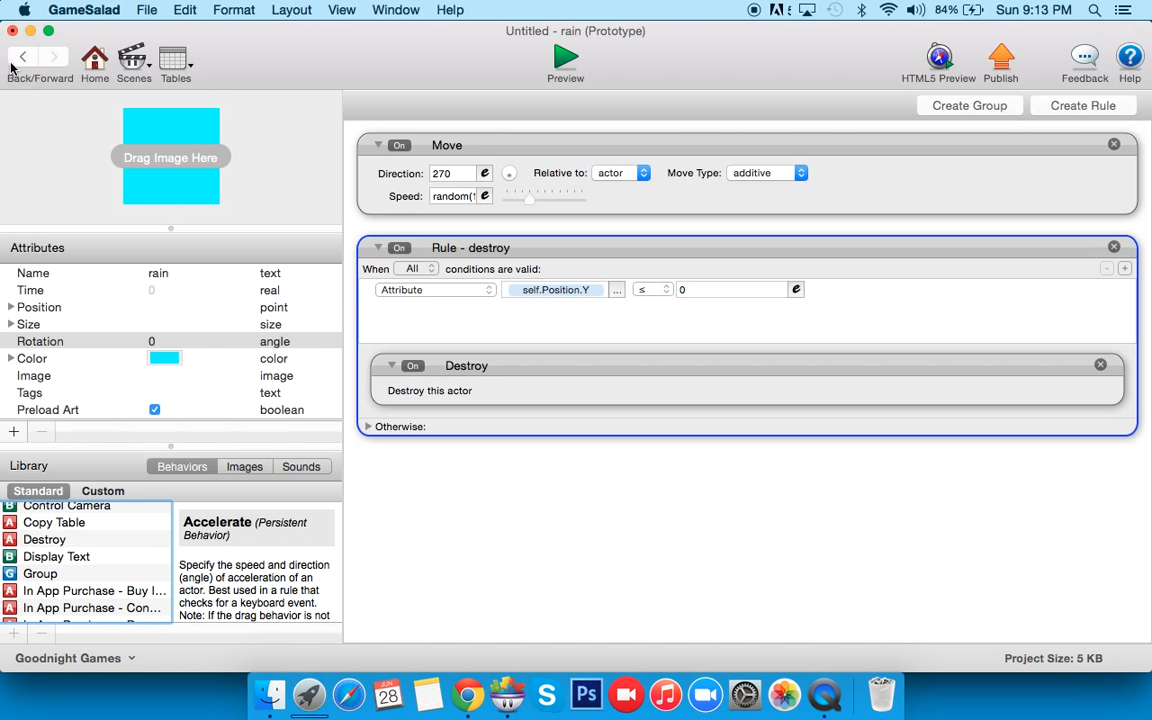 GameSalad File Edit Format Layout View Window Help 84% Sun 9:13 PM
Untitled - rain (Prototype)
Back/Forward Home Scenes Tables Preview HTML5 Preview Publish Feedback Help
Create Group Create Rule
Drag Image Here
On Move
Direction: 270 e Relative to: actor Move Type: additive
Speed: random(1 e
Attributes
Name rain text
Time 0 real
Position point
Size size
Rotation 0 angle
Color color
Image image
Tags text
Preload Art boolean
On Rule - destroy
When All conditions are valid:
Attribute self.Position.Y ... ≤ 0 e
On Destroy
Destroy this actor
Otherwise:
Library Behaviors Images Sounds
Standard Custom
Control Camera
Copy Table
Destroy
Display Text
Group
In App Purchase - Buy I...
In App Purchase - Con...
Accelerate (Persistent
Behavior)
Specify the speed and direction
(angle) of acceleration of an
actor. Best used in a rule that
checks for a keyboard event.
Note: If the drag behavior is not
Goodnight Games Project Size: 5 KB
JUN
28
Ps